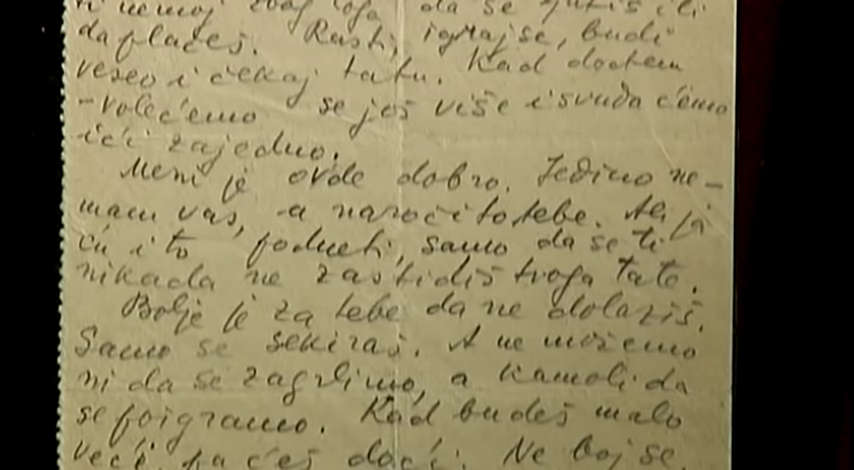 ti nemoj zbog toga da se ljutiš ili
da plačeš. Rasti, igraj se, budi
veseo i čekaj tatu. Kad dođem
- volećemo se još više i svuda ćemo
ići zajedno.
Meni je ovde dobro. Jedino ne-
mam vas, a naročito tebe. Ali ja
ću i to podneti, samo da se ti
nikada ne zastidiš tvoga tate.
Bolje je za tebe da ne dolaziš.
Samo se sekiraš. A ne možemo
ni da se zagrlimo, a kamoli da
se poigramo. Kad budeš malo
veći, pa ćeš doći. Ne boj se